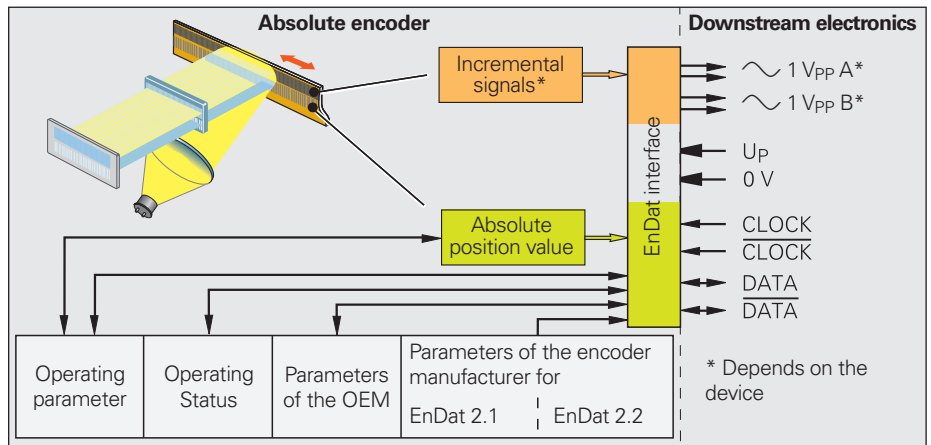 Absolute encoder
Downstream electronics
Incremental
signals*
1 VPP A*
1 VPP B*
EnDat interface
UP
0 V
Absolute
position value
CLOCK
CLOCK
DATA
DATA
Operating
parameter
Operating
Status
Parameters
of the OEM
Parameters of the encoder
manufacturer for
EnDat 2.1
EnDat 2.2
* Depends on the
device